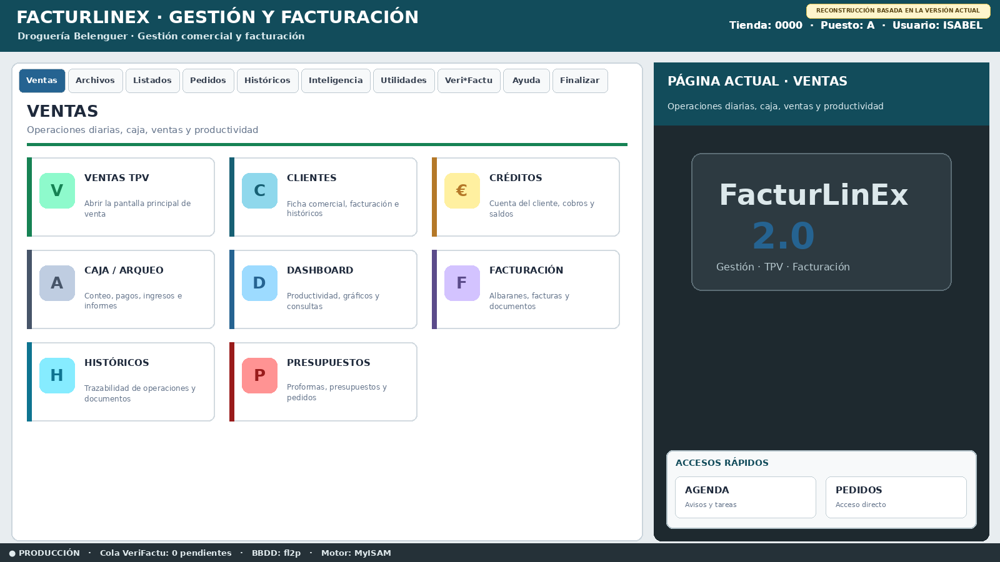 FACTURLINEX · GESTIÓN Y FACTURACIÓN
Droguería Belenguer · Gestión comercial y facturación
RECONSTRUCCIÓN BASADA EN LA VERSIÓN ACTUAL
Tienda: 0000 · Puesto: A · Usuario: ISABEL
Ventas
Archivos
Listados
Pedidos
Históricos
Inteligencia
Utilidades
Veri*Factu
Ayuda
Finalizar
VENTAS
Operaciones diarias, caja, ventas y productividad
V
VENTAS TPV
Abrir la pantalla principal de
venta
C
CLIENTES
Ficha comercial, facturación e
históricos
€
CRÉDITOS
Cuenta del cliente, cobros y
saldos
A
CAJA / ARQUEO
Conteo, pagos, ingresos e
informes
D
DASHBOARD
Productividad, gráficos y
consultas
F
FACTURACIÓN
Albaranes, facturas y
documentos
H
HISTÓRICOS
Trazabilidad de operaciones y
documentos
P
PRESUPUESTOS
Proformas, presupuestos y
pedidos
PÁGINA ACTUAL · VENTAS
Operaciones diarias, caja, ventas y productividad
FacturLinEx
2.0
Gestión · TPV · Facturación
ACCESOS RÁPIDOS
AGENDA
Avisos y tareas
PEDIDOS
Acceso directo
● PRODUCCIÓN · Cola VeriFactu: 0 pendientes · BBDD: fl2p · Motor: MyISAM